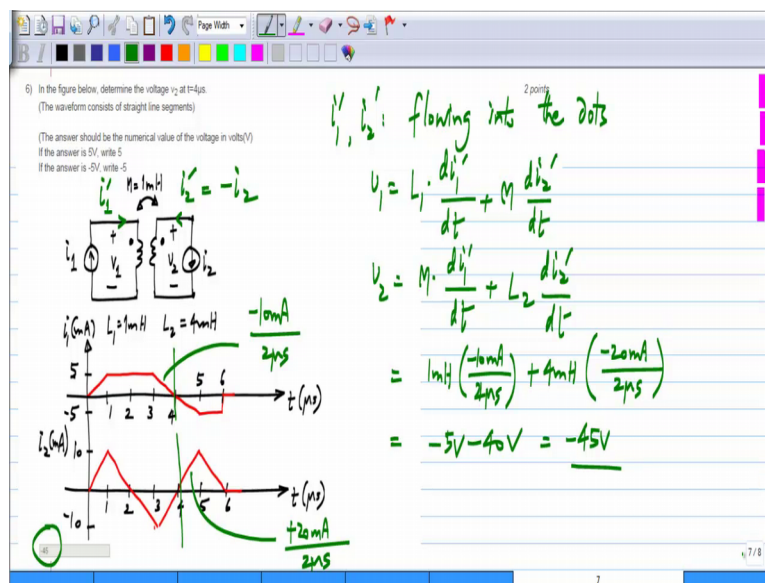 Page Width
B I
6) In the figure below, determine the voltage v2 at t=4μs.
2 points
(The waveform consists of straight line segments)
(The answer should be the numerical value of the voltage in volts(V)
If the answer is 5V, write 5
If the answer is -5V, write -5
i1', i2' : flowing into the dots
v1 = L1 · di1'/dt + M di2'/dt
v2 = M · di1'/dt + L2 di2'/dt
= 1mH (-10mA/2μs) + 4mH (-20mA/2μs)
= -5V - 40V = -45V
i1' M=1mH i2' = -i2
i1 + v1 - + v2 - i2
i1(mA) L1=1mH L2=4mH
-10mA/2μs
5
-5
1 2 3 4 5 6 t(μs)
i2(mA) 10
-10
1 2 3 4 5 6 t(μs)
+20mA/2μs
-45
7/8
7